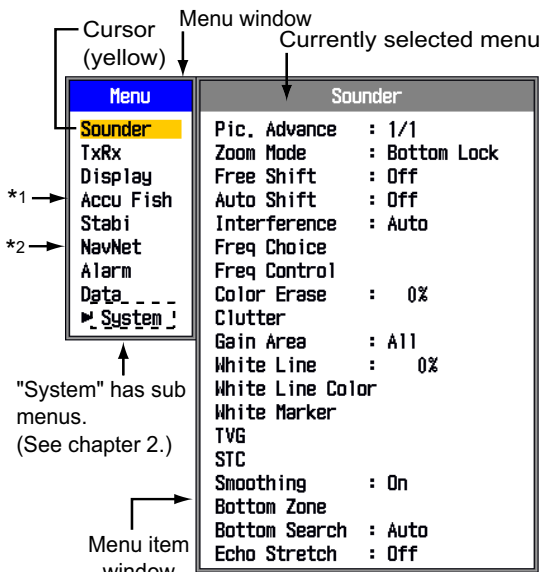 Cursor
(yellow)
Menu window
Currently selected menu
Menu
Sounder
TxRx
Display
*1
Accu Fish
Stabi
*2
NavNet
Alarm
Data
System
"System" has sub
menus.
(See chapter 2.)
Sounder
Pic. Advance : 1/1
Zoom Mode : Bottom Lock
Free Shift : Off
Auto Shift : Off
Interference : Auto
Freq Choice
Freq Control
Color Erase : 0%
Clutter
Gain Area : All
White Line : 0%
White Line Color
White Marker
TVG
STC
Smoothing : On
Bottom Zone
Bottom Search : Auto
Echo Stretch : Off
Menu item
window